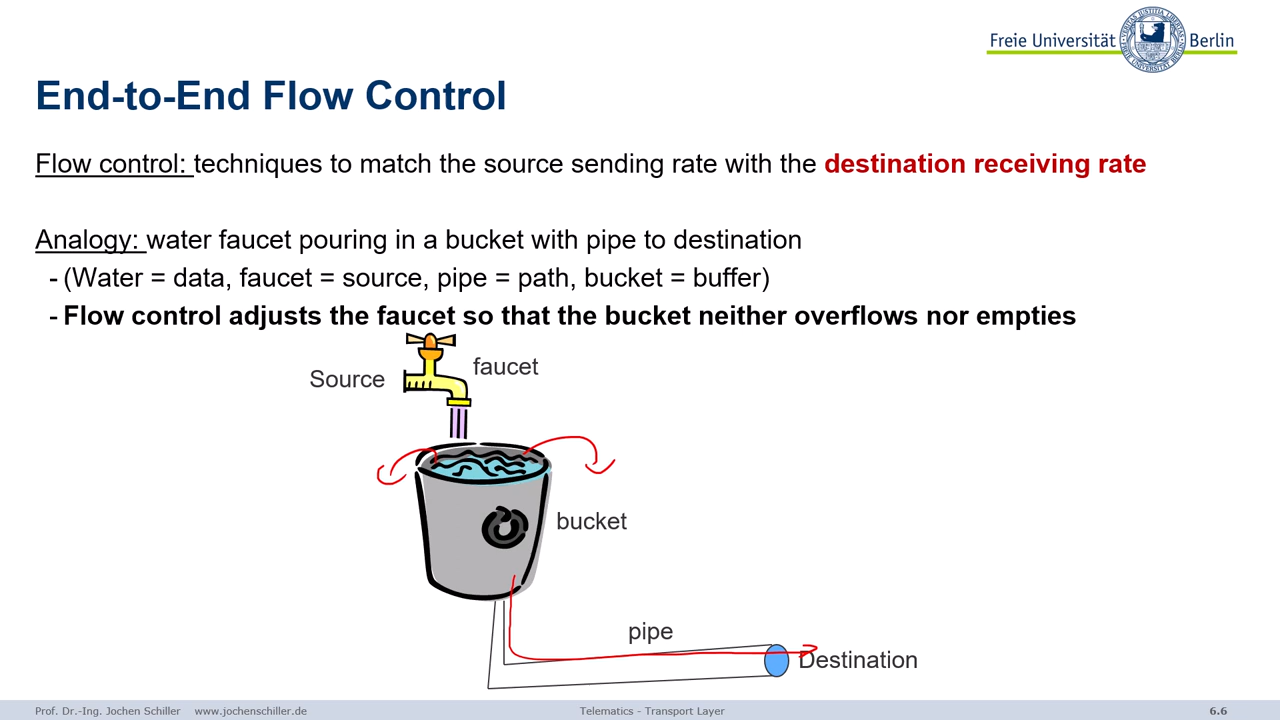 Freie Universität Berlin
End-to-End Flow Control
Flow control: techniques to match the source sending rate with the destination receiving rate
Analogy: water faucet pouring in a bucket with pipe to destination
- (Water = data, faucet = source, pipe = path, bucket = buffer)
- Flow control adjusts the faucet so that the bucket neither overflows nor empties
Source
faucet
bucket
pipe
Destination
Prof. Dr.-Ing. Jochen Schiller www.jochenschiller.de Telematics - Transport Layer 6.6